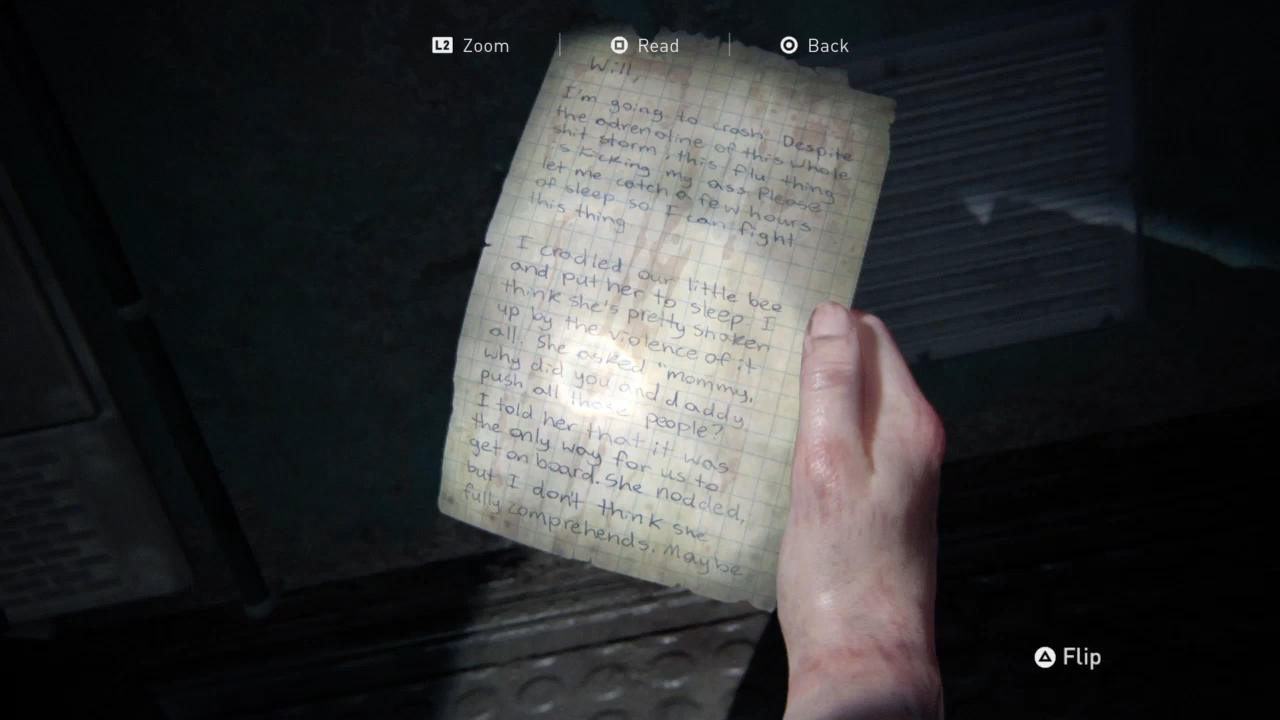 L2 Zoom
Read
Back
Will,
I'm going to crash. Despite
the adrenaline of this whole
shit storm, this flu thing
is kicking my ass. Please
let me catch a few hours
of sleep so I can fight
this thing
I cradled our little bee
and put her to sleep. I
think she's pretty shaken
up by the violence of it
all. She asked "mommy,
why did you and daddy,
push all those people?
I told her that it was
the only way for us to
get on board. She nodded,
but I don't think she
fully comprehends. Maybe
Flip